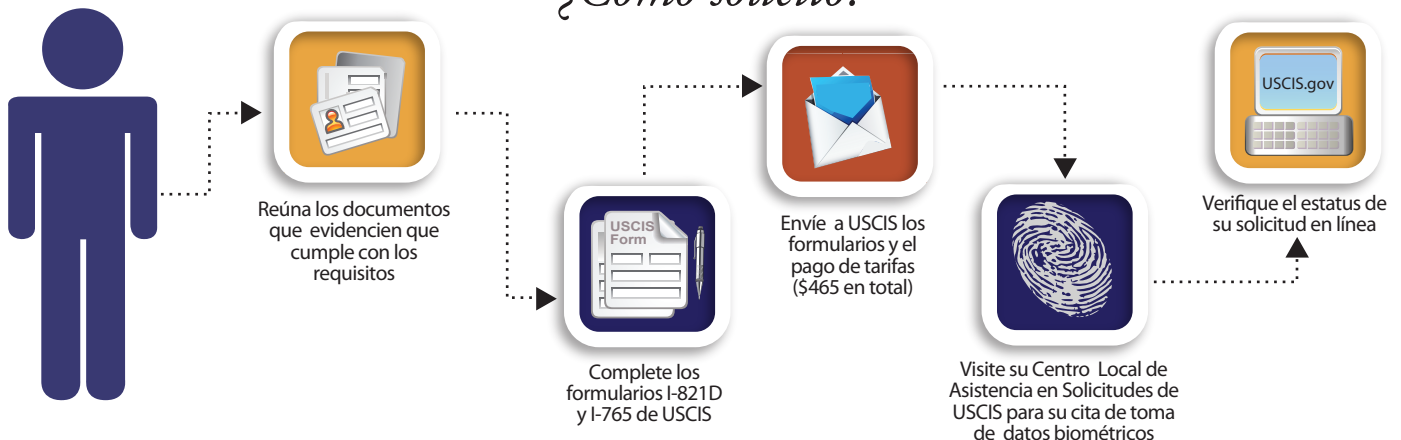 ¿Cómo solicito?
Reúna los documentos
que evidencien que
cumple con los
requisitos
USCIS
Form
Complete los
formularios I-821D
y I-765 de USCIS
Envíe a USCIS los
formularios y el
pago de tarifas
($465 en total)
Visite su Centro Local de
Asistencia en Solicitudes de
USCIS para su cita de toma
de datos biométricos
USCIS.gov
Verifique el estatus de
su solicitud en línea